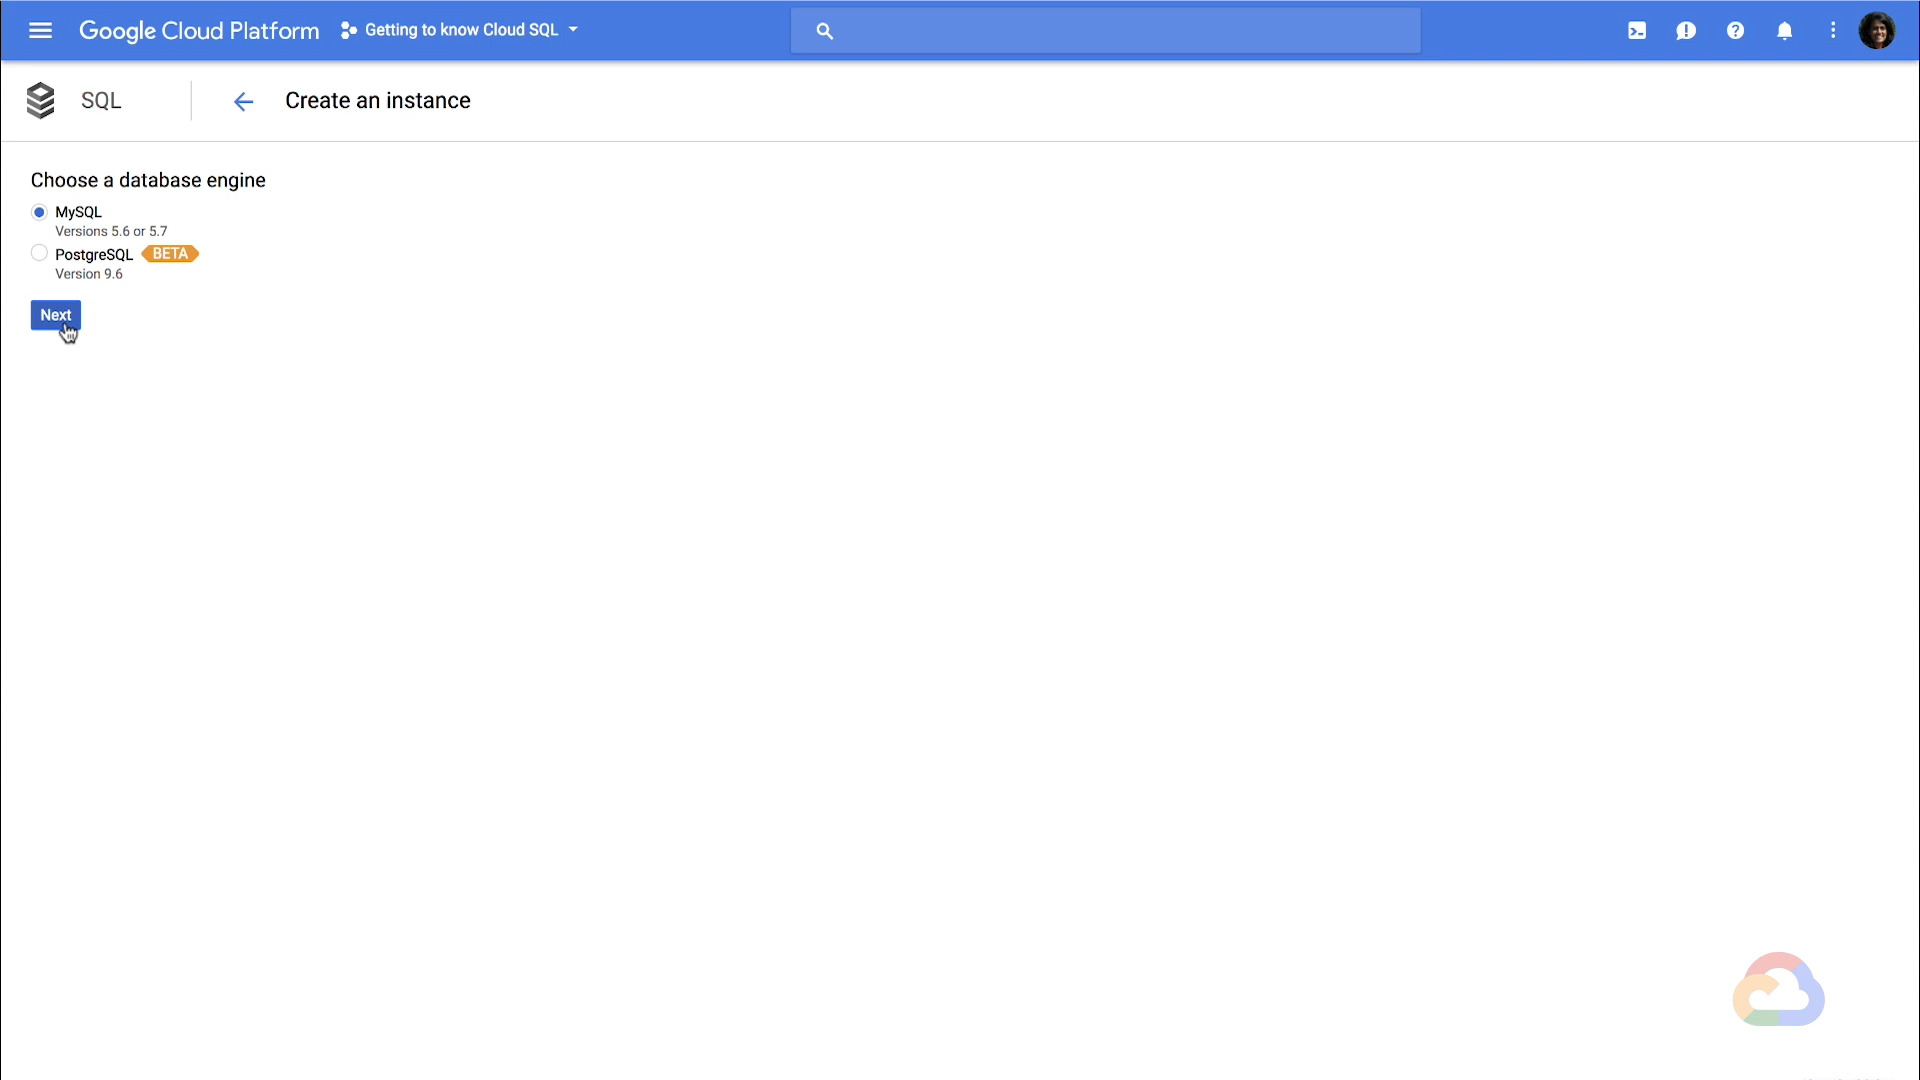 Google Cloud Platform
Getting to know Cloud SQL
SQL
Create an instance
Choose a database engine
MySQL
Versions 5.6 or 5.7
PostgreSQL BETA
Version 9.6
Next